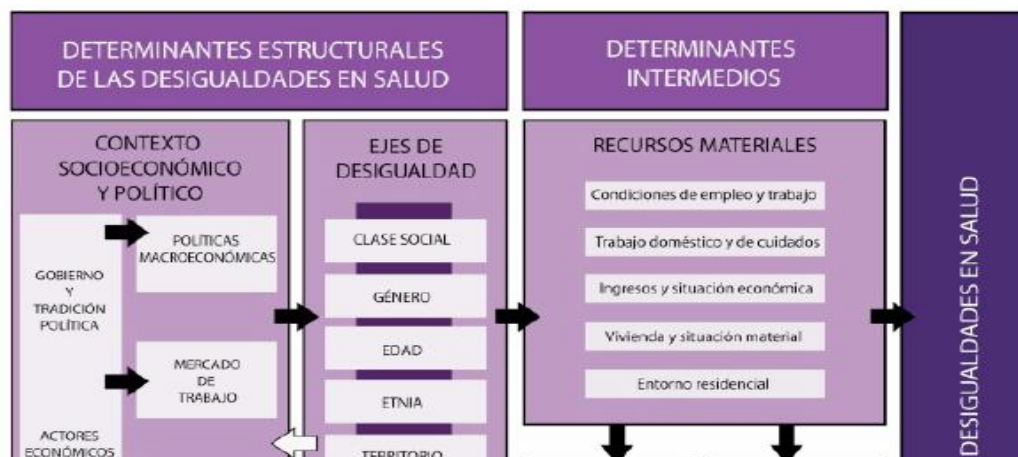 DETERMINANTES ESTRUCTURALES
DE LAS DESIGUALDADES EN SALUD
DETERMINANTES
INTERMEDIOS
CONTEXTO
SOCIOECONÓMICO
Y POLÍTICO
GOBIERNO
Y
TRADICIÓN
POLÍTICA
ACTORES
ECONÓMICOS
POLÍTICAS
MACROECONÓMICAS
MERCADO
DE
TRABAJO
EJES DE
DESIGUALDAD
CLASE SOCIAL
GÉNERO
EDAD
ETNIA
TERRITORIO
RECURSOS MATERIALES
Condiciones de empleo y trabajo
Trabajo doméstico y de cuidados
Ingresos y situación económica
Vivienda y situación material
Entorno residencial
DESIGUALDADES EN SALUD